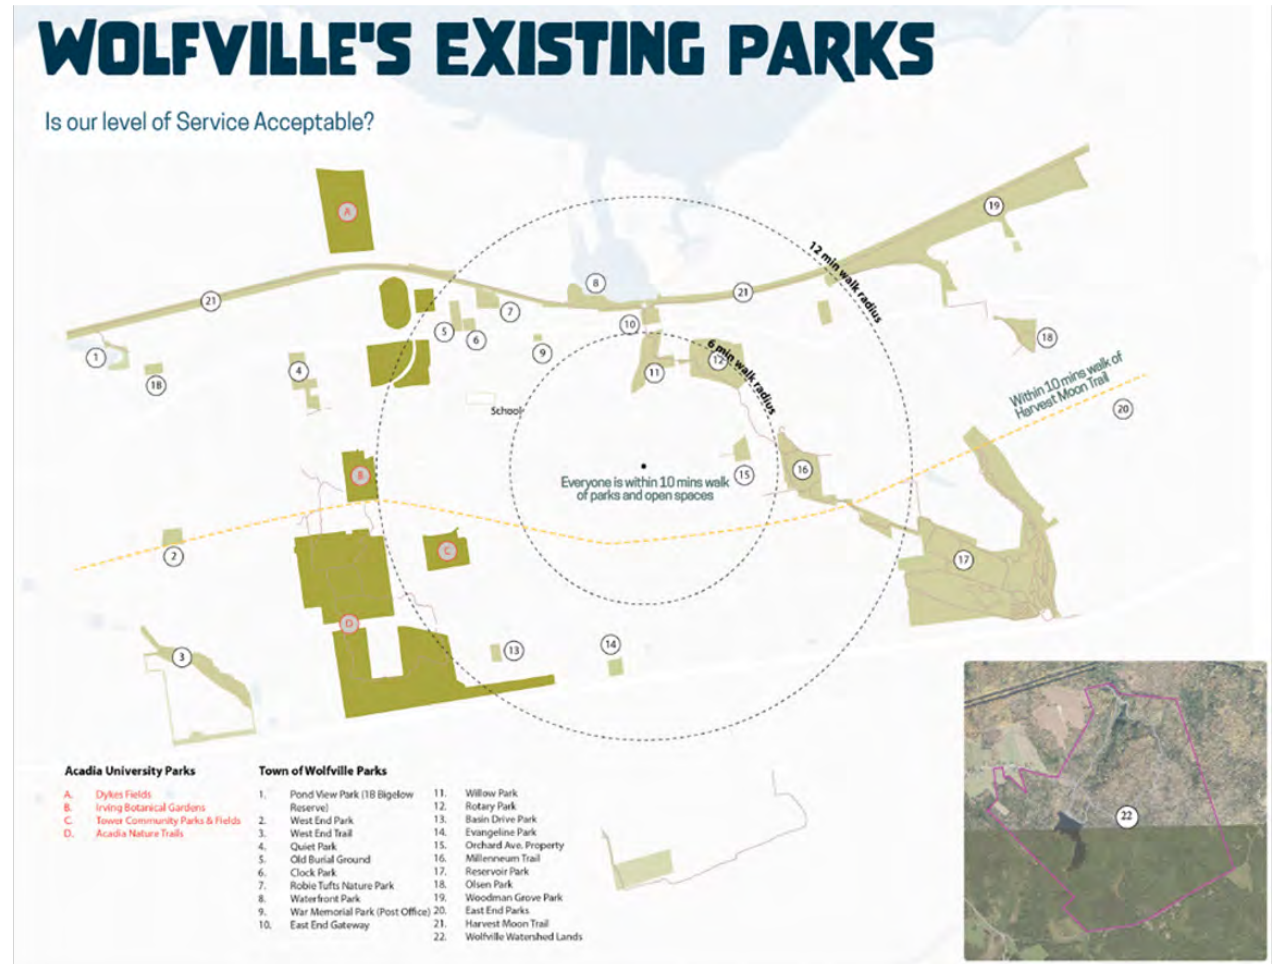 WOLFVILLE'S EXISTING PARKS
Is our level of Service Acceptable?
A
19
12 min walk radius
21
8
21
7
5
6
10
9
18
1
1B
4
11
12
6 min walk radius
Within 10 mins walk of
Harvest Moon Trail
20
School
B
15
16
Everyone is within 10 mins walk
of parks and open spaces
2
C
17
D
3
13
14
22
Acadia University Parks
A. Dykes Fields
B. Irving Botanical Gardens
C. Tower Community Parks & Fields
D. Acadia Nature Trails
Town of Wolfville Parks
1. Pond View Park (1B Bigelow
Reserve)
2. West End Park
3. West End Trail
4. Quiet Park
5. Old Burial Ground
6. Clock Park
7. Robie Tufts Nature Park
8. Waterfront Park
9. War Memorial Park (Post Office)
10. East End Gateway
11. Willow Park
12. Rotary Park
13. Basin Drive Park
14. Evangeline Park
15. Orchard Ave. Property
16. Millenneum Trail
17. Reservoir Park
18. Olsen Park
19. Woodman Grove Park
20. East End Parks
21. Harvest Moon Trail
22. Wolfville Watershed Lands